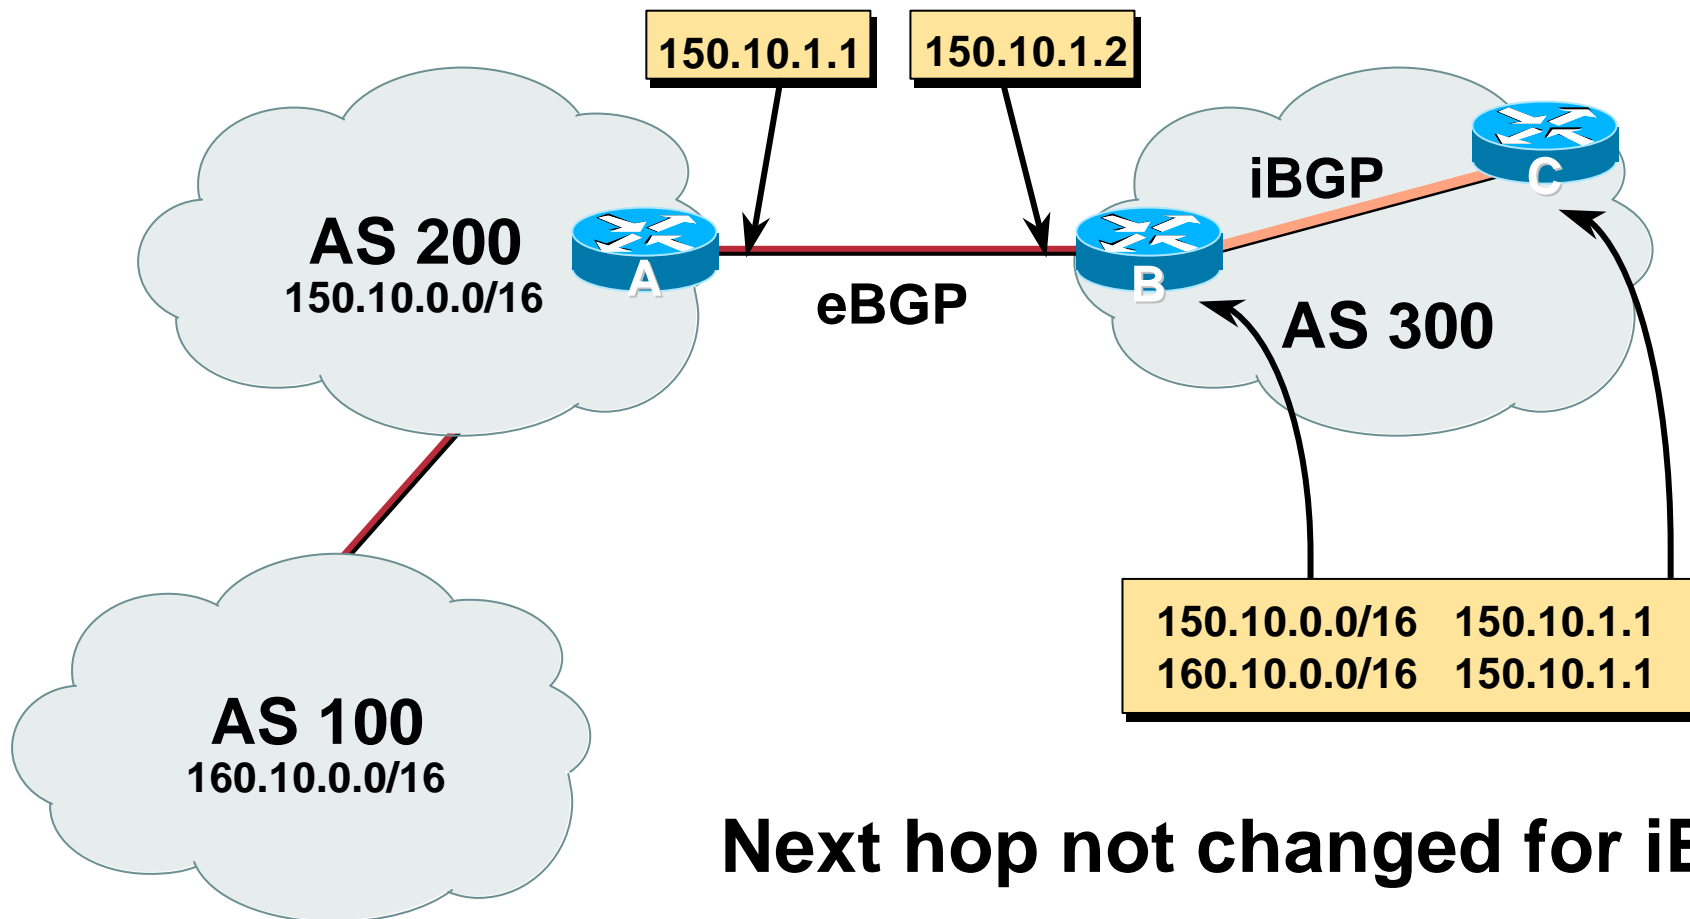 150.10.1.1
150.10.1.2
iBGP
C
AS 200
150.10.0.0/16
A
B
eBGP
AS 300
150.10.0.0/16 150.10.1.1
160.10.0.0/16 150.10.1.1
AS 100
160.10.0.0/16
Next hop not changed for